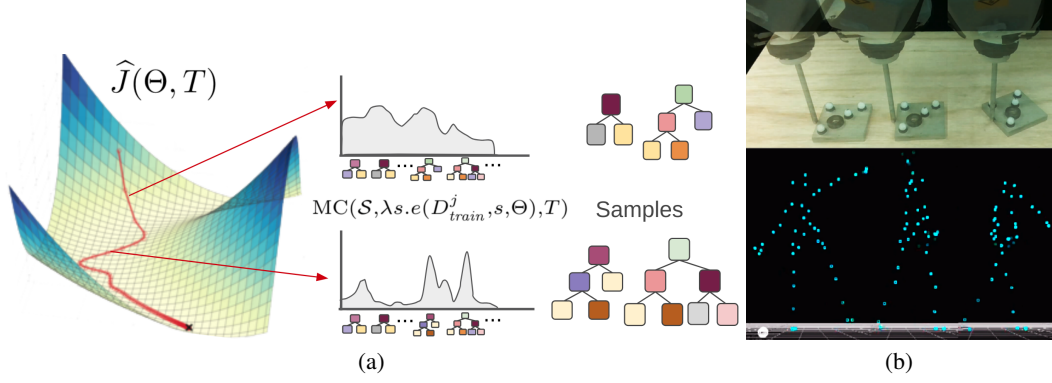 Ĵ(Θ, T)
MC(𝒮,λs.e(D^j_train,s,Θ),T)
Samples
(a)
(b)